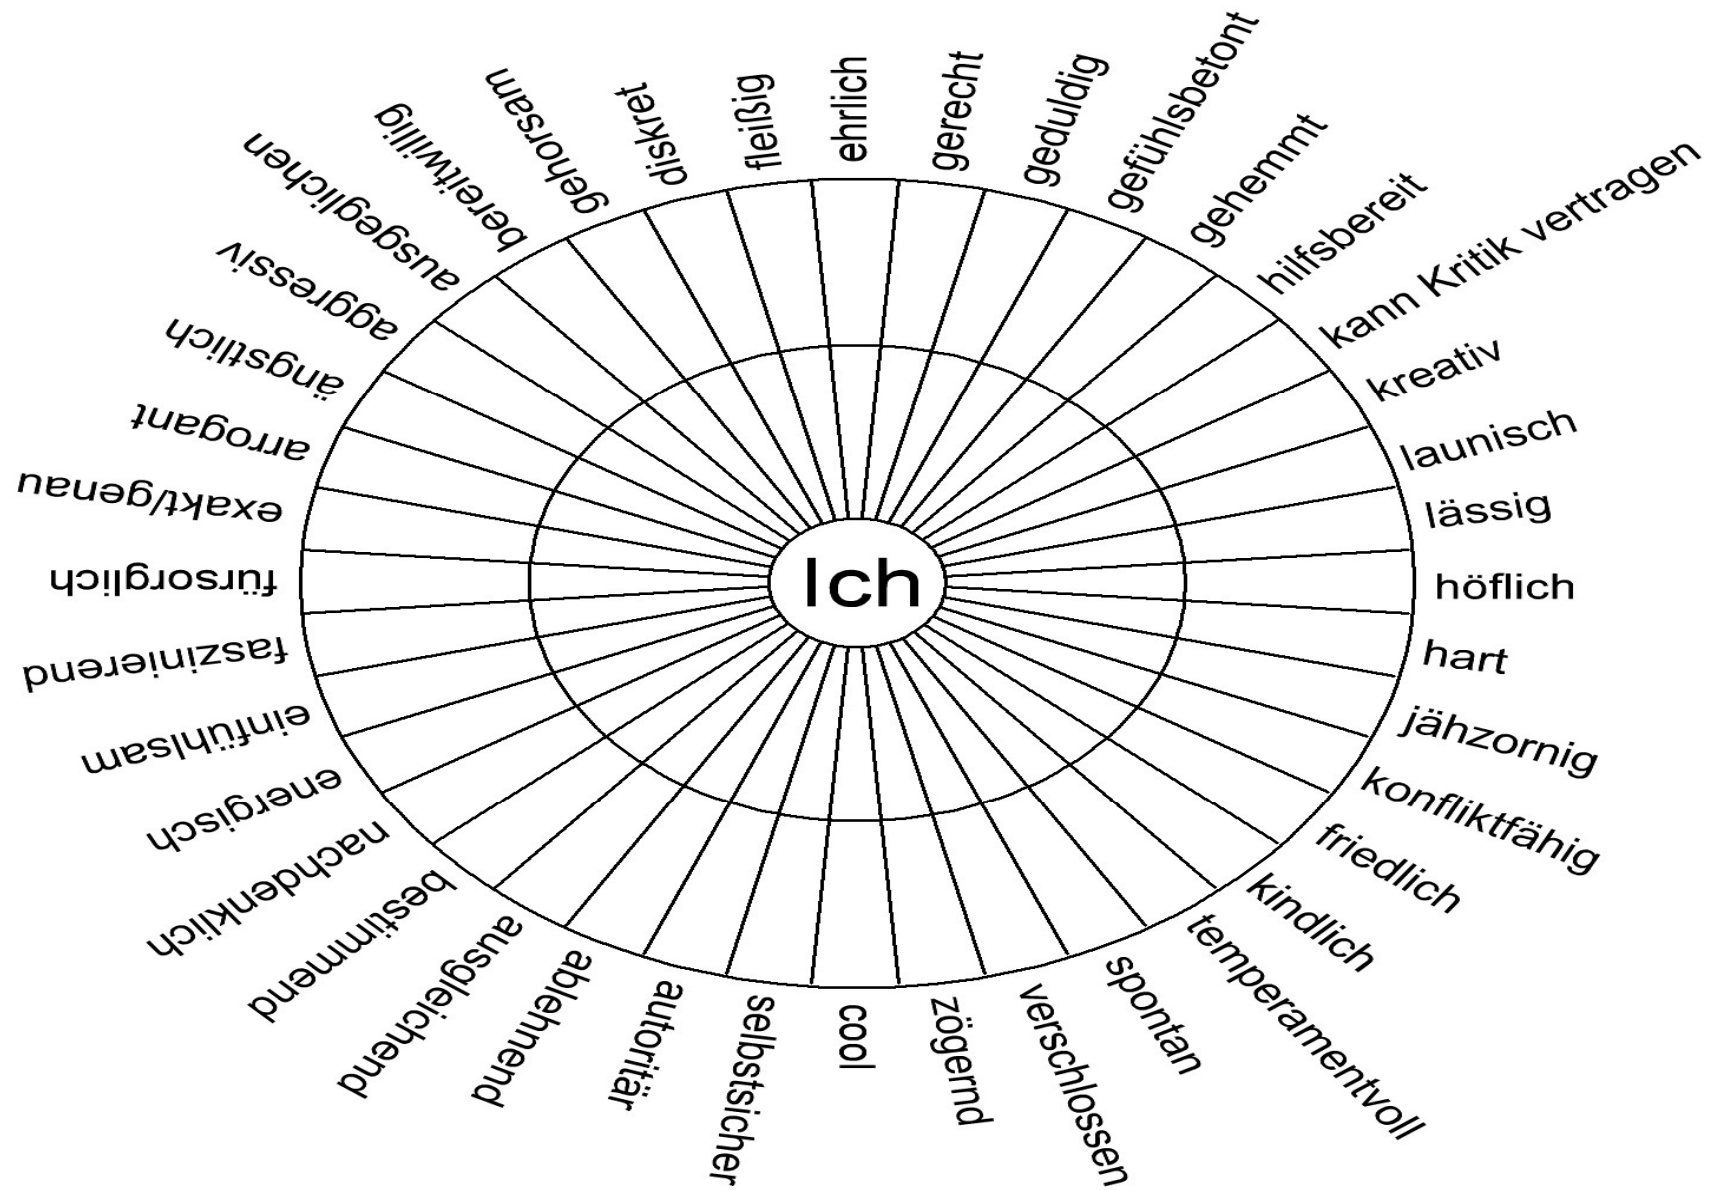 ehrlich
gerecht
geduldig
gefühlsbetont
gehemmt
hilfsbereit
kann Kritik vertragen
kreativ
launisch
lässig
höflich
hart
jähzornig
konfliktfähig
friedlich
kindlich
temperamentvoll
spontan
verschlossen
zögernd
cool
selbstsicher
autoritär
ablehnend
ausgleichend
bestimmend
nachdenklich
energisch
einfühlsam
faszinierend
fürsorglich
exakt/genau
arrogant
ängstlich
aggressiv
ausgeglichen
bereitwillig
gehorsam
diskret
fleißig
Ich